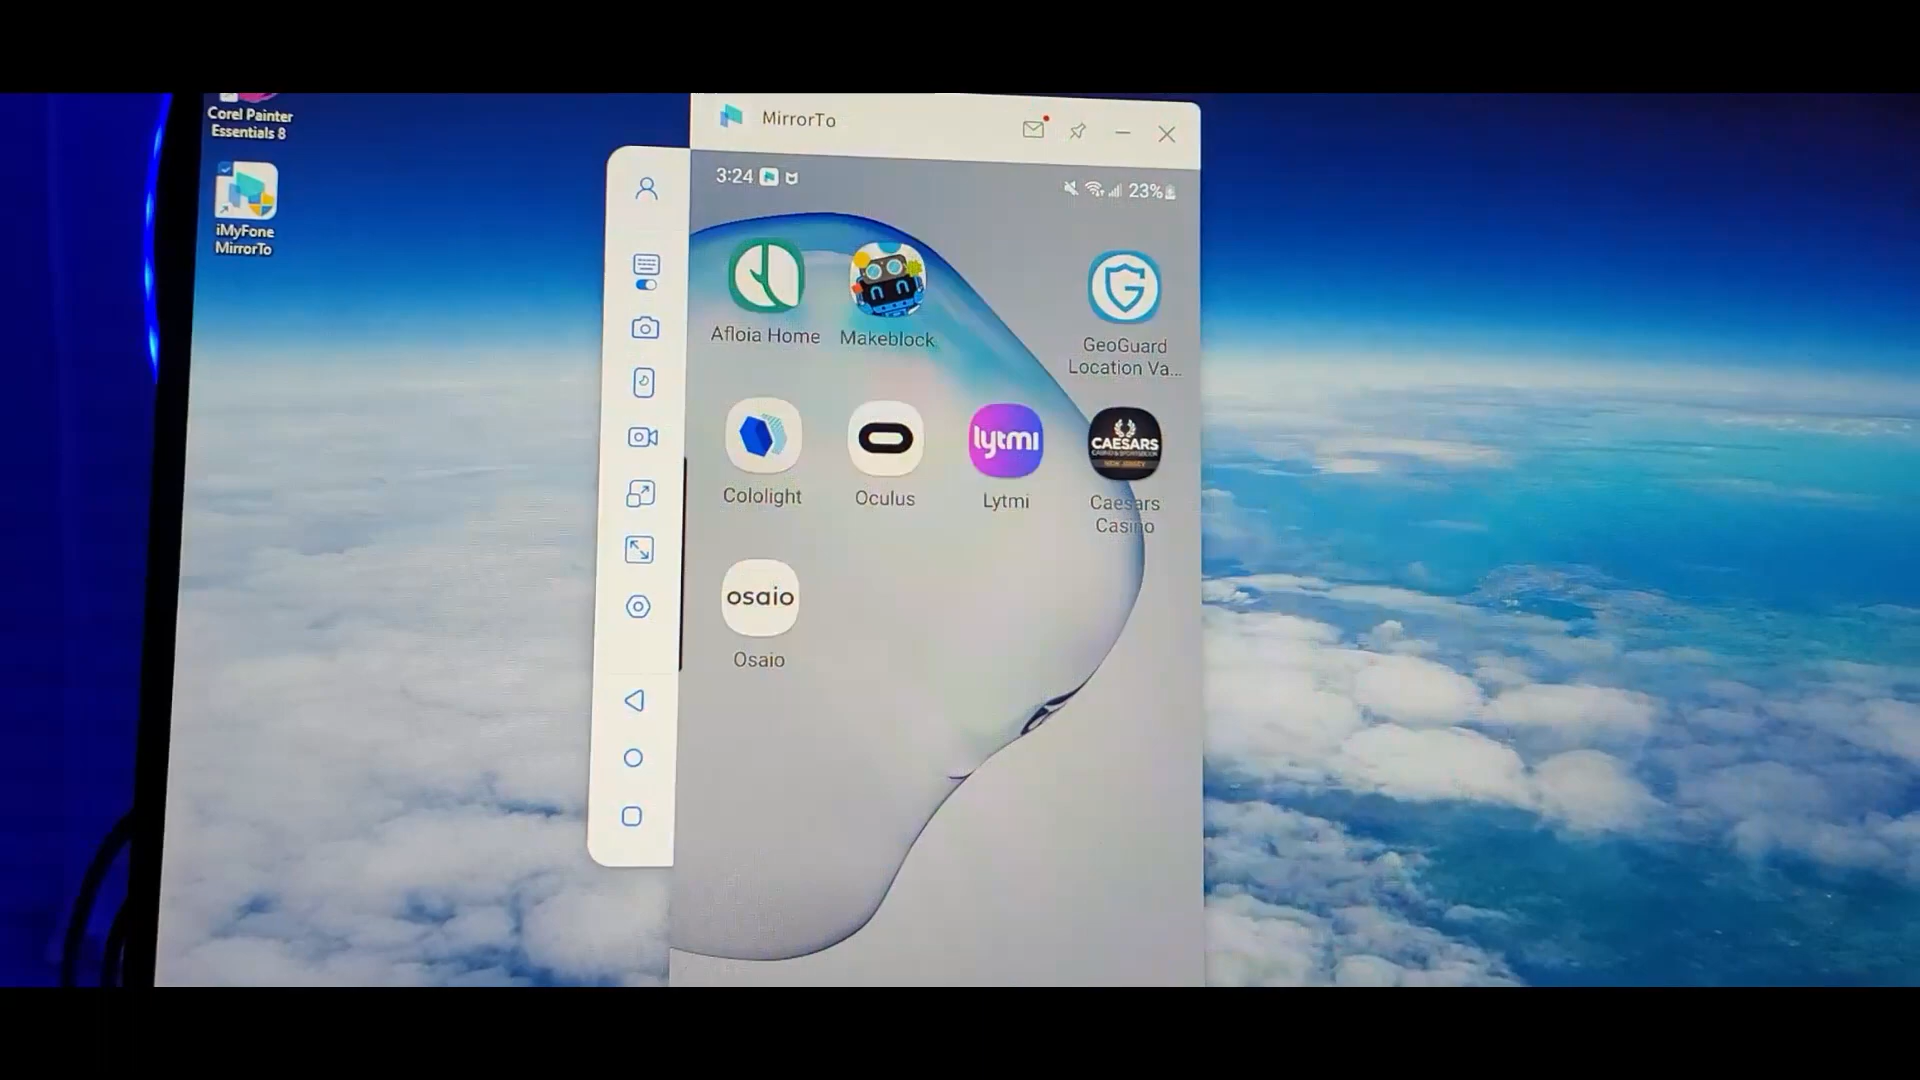 Corel Painter
Essentials 8
iMyFone
MirrorTo
MirrorTo
3:24
23%
Afloia Home
Makeblock
GeoGuard
Location Va...
lytmi
CAESARS
Cololight
Oculus
Lytmi
Caesars
Casino
osaio
Osaio